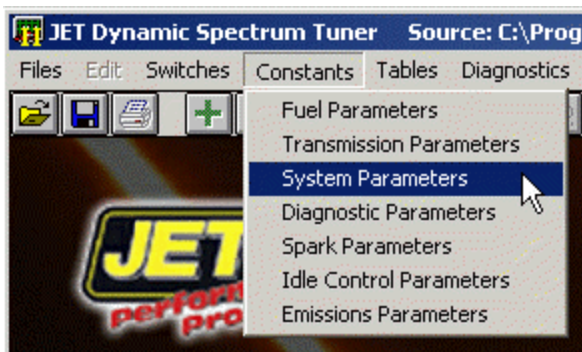 JET Dynamic Spectrum Tuner Source: C:\Prog
Files Edit Switches Constants Tables Diagnostics
Fuel Parameters
Transmission Parameters
System Parameters
Diagnostic Parameters
Spark Parameters
Idle Control Parameters
Emissions Parameters
JET
perform
Pro